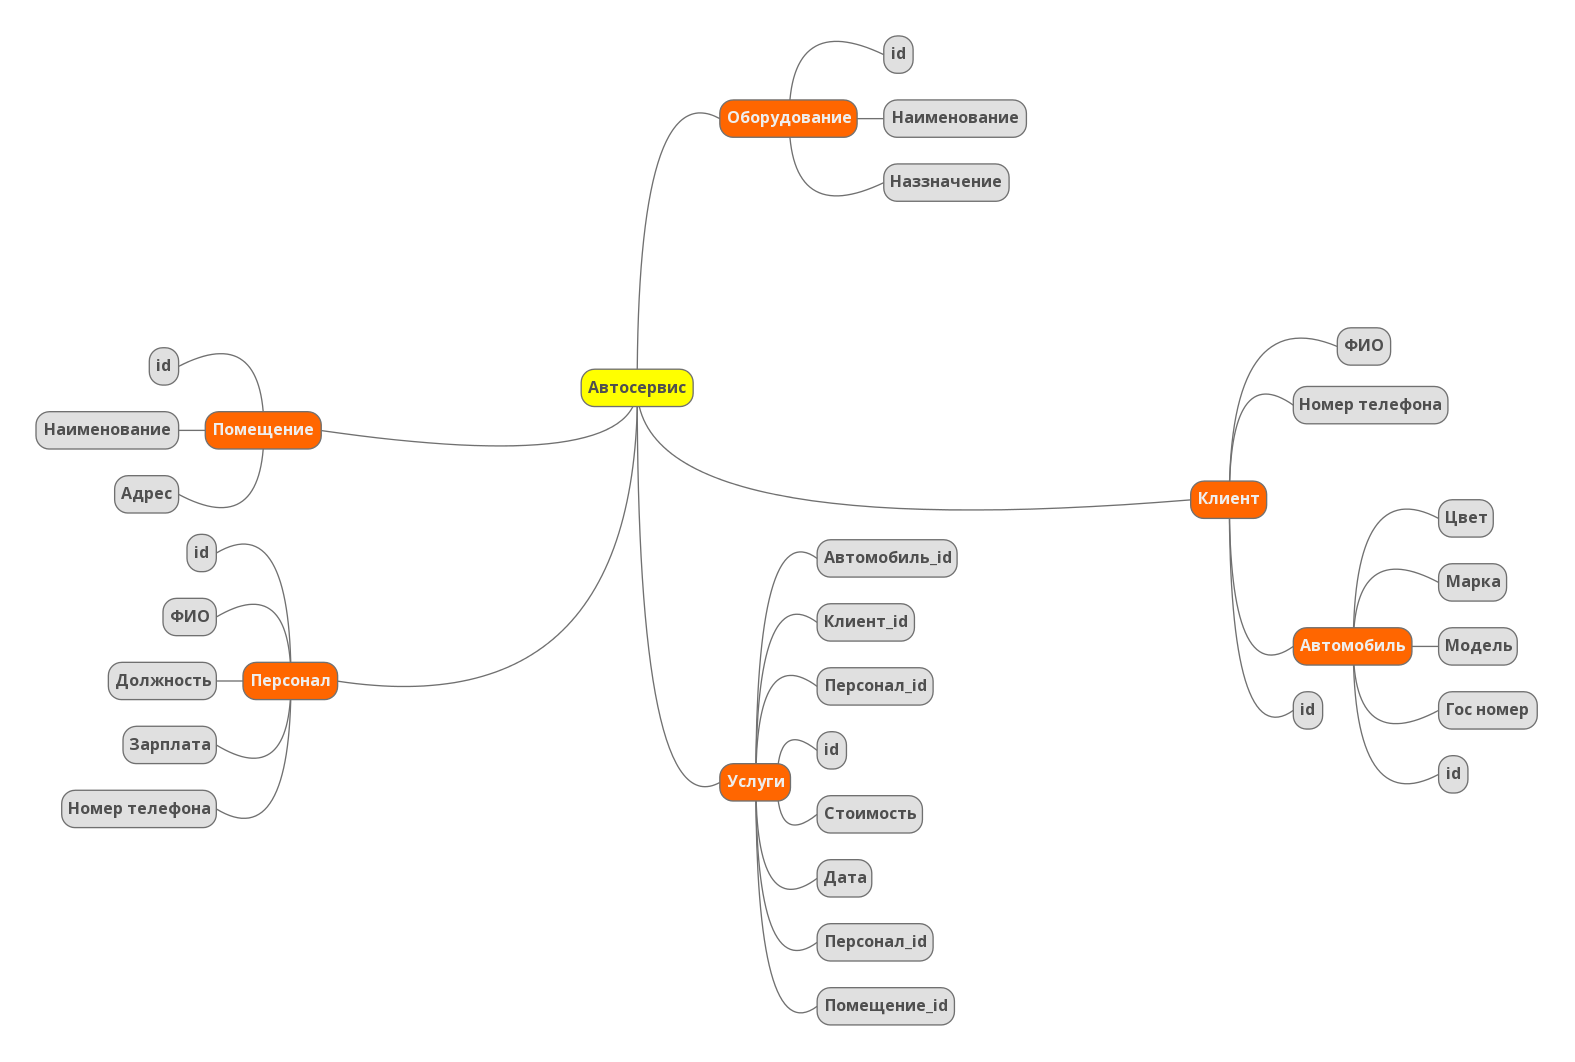 id
Оборудование
Наименование
Наззначение
Автосервис
id
Наименование
Помещение
Адрес
id
ФИО
Должность
Персонал
Зарплата
Номер телефона
Автомобиль_id
Клиент_id
Персонал_id
id
Услуги
Стоимость
Дата
Персонал_id
Помещение_id
ФИО
Номер телефона
Клиент
Цвет
Марка
Автомобиль
Модель
id
Гос номер
id